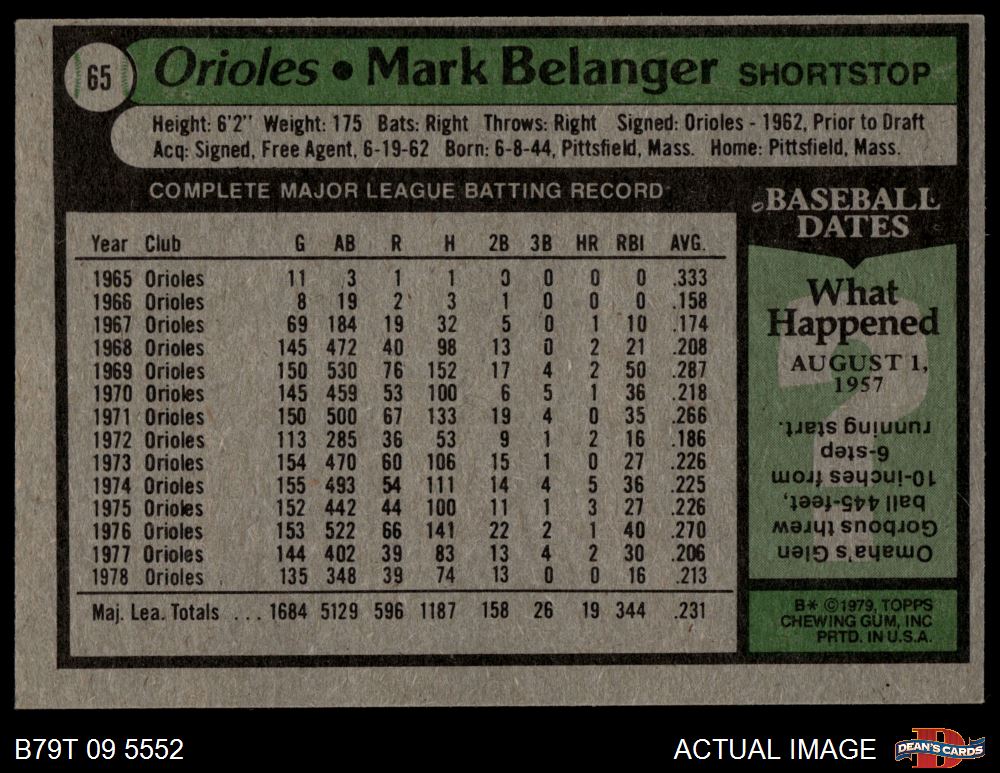 65 Orioles • Mark Belanger SHORTSTOP
Height: 6'2" Weight: 175 Bats: Right Throws: Right Signed: Orioles - 1962, Prior to Draft
Acq: Signed, Free Agent, 6-19-62 Born: 6-8-44, Pittsfield, Mass. Home: Pittsfield, Mass.
COMPLETE MAJOR LEAGUE BATTING RECORD
Year Club G AB R H 2B 3B HR RBI AVG.
1965 Orioles 11 3 1 1 0 0 0 0 .333
1966 Orioles 8 19 2 3 1 0 0 0 .158
1967 Orioles 69 184 19 32 5 0 1 10 .174
1968 Orioles 145 472 40 98 13 0 2 21 .208
1969 Orioles 150 530 76 152 17 4 2 50 .287
1970 Orioles 145 459 53 100 6 5 1 36 .218
1971 Orioles 150 500 67 133 19 4 0 35 .266
1972 Orioles 113 285 36 53 9 1 2 16 .186
1973 Orioles 154 470 60 106 15 1 0 27 .226
1974 Orioles 155 493 54 111 14 4 5 36 .225
1975 Orioles 152 442 44 100 11 1 3 27 .226
1976 Orioles 153 522 66 141 22 2 1 40 .270
1977 Orioles 144 402 39 83 13 4 2 30 .206
1978 Orioles 135 348 39 74 13 0 0 16 .213
Maj. Lea. Totals ... 1684 5129 596 1187 158 26 19 344 .231
BASEBALL
DATES
What
Happened
AUGUST 1,
1957
Omaha's Glen
Gorbous threw
ball 445-feet,
10-inches from
6-step
running start.
B* ©1979, TOPPS
CHEWING GUM, INC
PRTD. IN U.S.A.
B79T 09 5552
ACTUAL IMAGE
DEAN'S CARDS